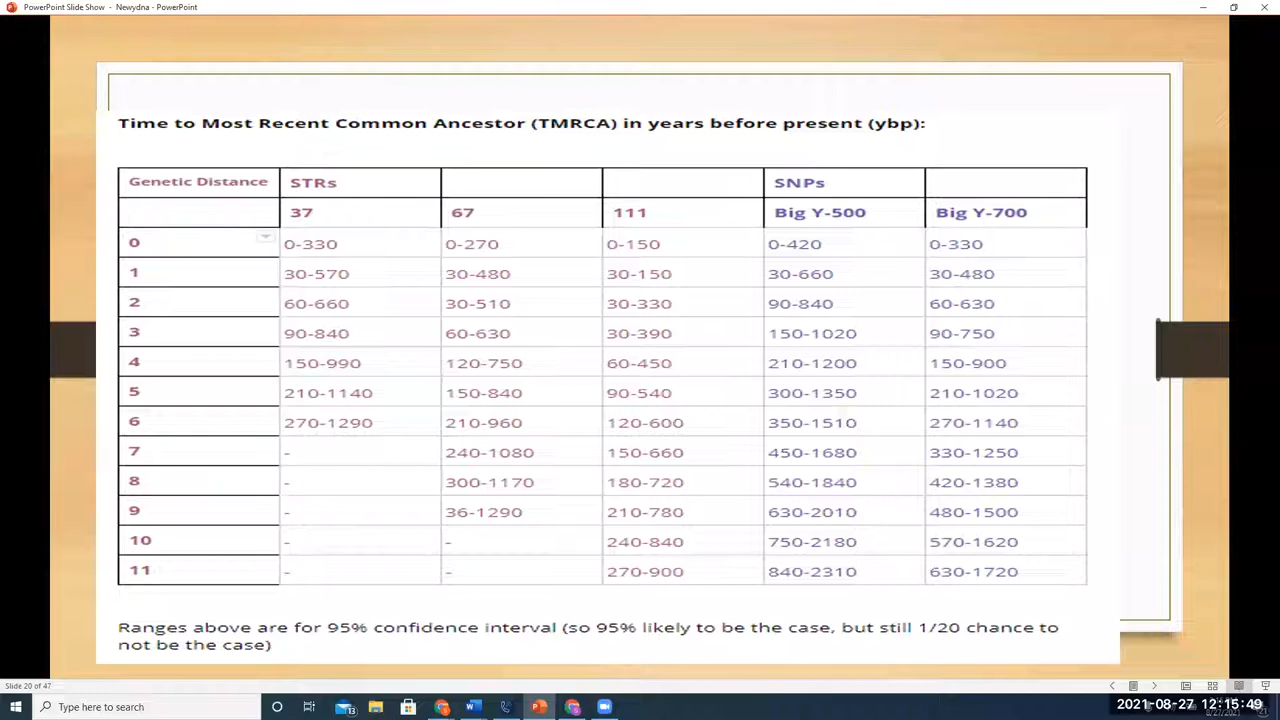 PowerPoint Slide Show - Newydna - PowerPoint
Time to Most Recent Common Ancestor (TMRCA) in years before present (ybp):
Genetic Distance STRs SNPs
37 67 111 Big Y-500 Big Y-700
0 0-330 0-270 0-150 0-420 0-330
1 30-570 30-480 30-150 30-660 30-480
2 60-660 30-510 30-330 90-840 60-630
3 90-840 60-630 30-390 150-1020 90-750
4 150-990 120-750 60-450 210-1200 150-900
5 210-1140 150-840 90-540 300-1350 210-1020
6 270-1290 210-960 120-600 350-1510 270-1140
7 - 240-1080 150-660 450-1680 330-1250
8 - 300-1170 180-720 540-1840 420-1380
9 - 36-1290 210-780 630-2010 480-1500
10 - - 240-840 750-2180 570-1620
11 - - 270-900 840-2310 630-1720
Ranges above are for 95% confidence interval (so 95% likely to be the case, but still 1/20 chance to
not be the case)
Slide 20 of 47
Type here to search
13
2021-08-27 12:15:49